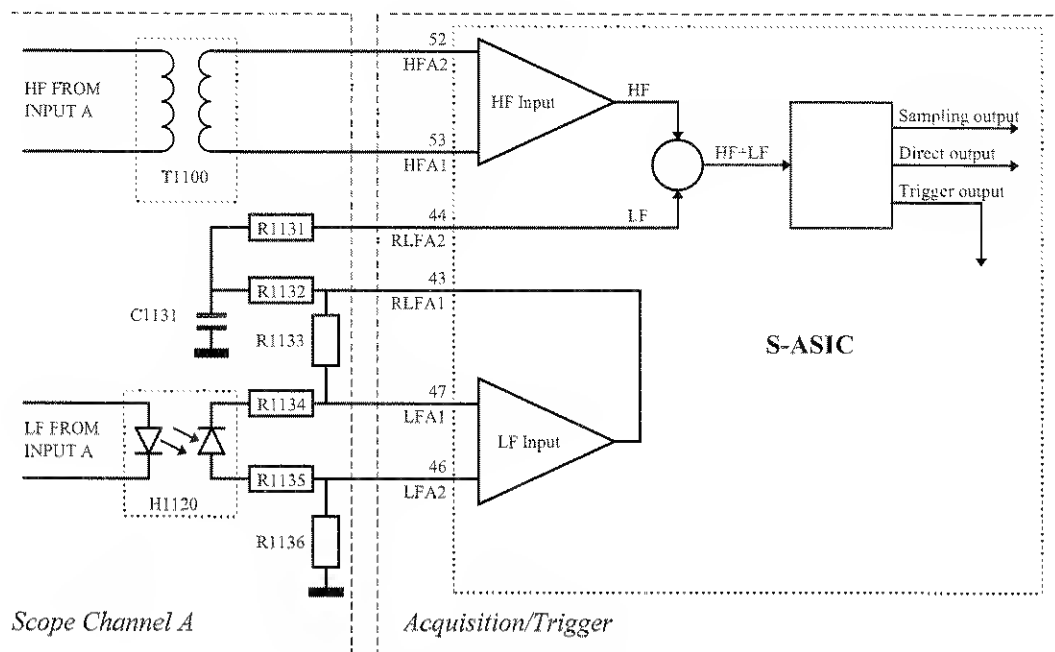 HF FROM
INPUT A
T1100
52
HFA2
53
HFA1
HF Input
HF
HF+LF
Sampling output
Direct output
Trigger output
R1131
44
RLFA2
LF
C1131
R1132
43
RLFA1
R1133
S-ASIC
LF FROM
INPUT A
H1120
R1134
47
LFA1
LF Input
R1135
46
LFA2
R1136
Scope Channel A
Acquisition/Trigger